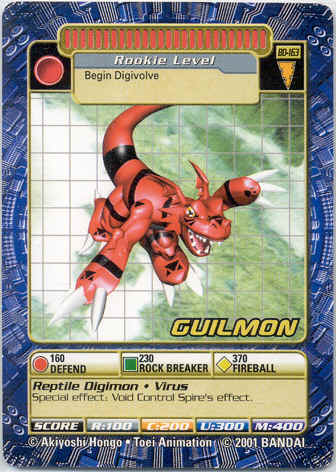 Rookie Level
BD-163
Begin Digivolve
GUILMON
160 DEFEND
230 ROCK BREAKER
370 FIREBALL
Reptile Digimon • Virus
Special effect: Void Control Spire's effect.
SCORE R:100 C:200 U:300 M:400
© Akiyoshi Hongo • Toei Animation © 2001 BANDAI